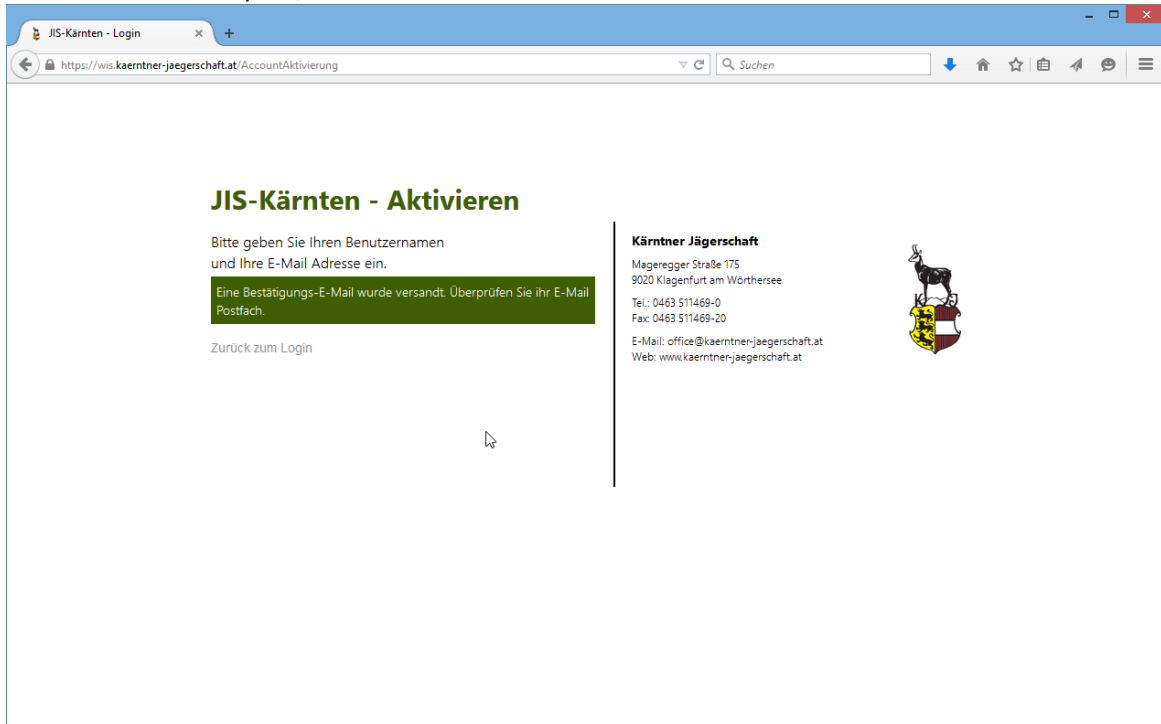 JIS-Kärnten - Login
https://wis.kaerntner-jaegerschaft.at/AccountAktivierung
Suchen
JIS-Kärnten - Aktivieren
Bitte geben Sie Ihren Benutzernamen
und Ihre E-Mail Adresse ein.
Eine Bestätigungs-E-Mail wurde versandt. Überprüfen Sie ihr E-Mail
Postfach.
Zurück zum Login
Kärntner Jägerschaft
Mageregger Straße 175
9020 Klagenfurt am Wörthersee
Tel.: 0463 511469-0
Fax: 0463 511469-20
E-Mail: office@kaerntner-jaegerschaft.at
Web: www.kaerntner-jaegerschaft.at
K J